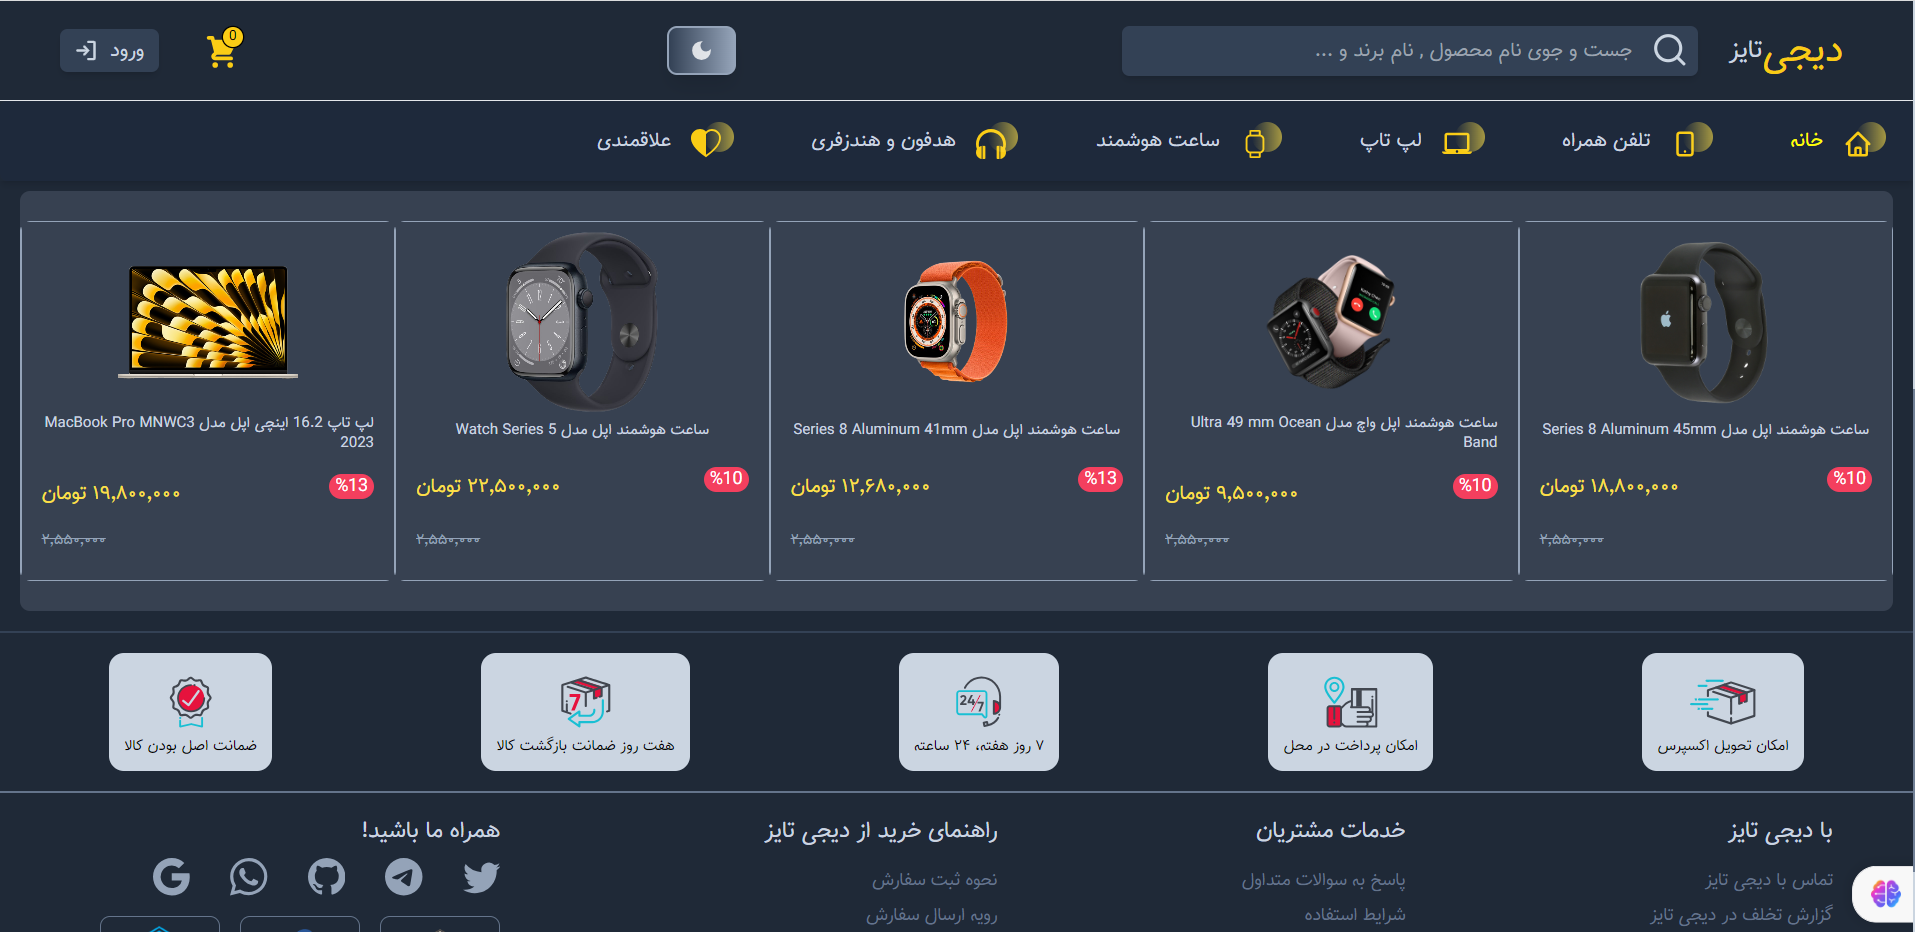 دیجی تایز
جست و جوی نام محصول , نام برند و ...
0
ورود
خانه
تلفن همراه
لپ تاپ
ساعت هوشمند
هدفون و هندزفری
علاقمندی
ساعت هوشمند اپل مدل Series 8 Aluminum 45mm
%10
۱۸,۸۰۰,۰۰۰ تومان
۲,۵۵۰,۰۰۰
ساعت هوشمند اپل واچ مدل Ultra 49 mm Ocean
Band
%10
۹,۵۰۰,۰۰۰ تومان
۲,۵۵۰,۰۰۰
ساعت هوشمند اپل مدل Series 8 Aluminum 41mm
%13
۱۲,۶۸۰,۰۰۰ تومان
۲,۵۵۰,۰۰۰
ساعت هوشمند اپل مدل Watch Series 5
%10
۲۲,۵۰۰,۰۰۰ تومان
۲,۵۵۰,۰۰۰
لپ تاپ 16.2 اینچی اپل مدل MacBook Pro MNWC3
2023
%13
۱۹,۸۰۰,۰۰۰ تومان
۲,۵۵۰,۰۰۰
امکان تحویل اکسپرس
امکان پرداخت در محل
24/7
۷ روز هفته، ۲۴ ساعته
7
هفت روز ضمانت بازگشت کالا
ضمانت اصل بودن کالا
با دیجی تایز
تماس با دیجی تایز
گزارش تخلف در دیجی تایز
خدمات مشتریان
پاسخ به سوالات متداول
شرایط استفاده
راهنمای خرید از دیجی تایز
نحوه ثبت سفارش
رویه ارسال سفارش
همراه ما باشید!